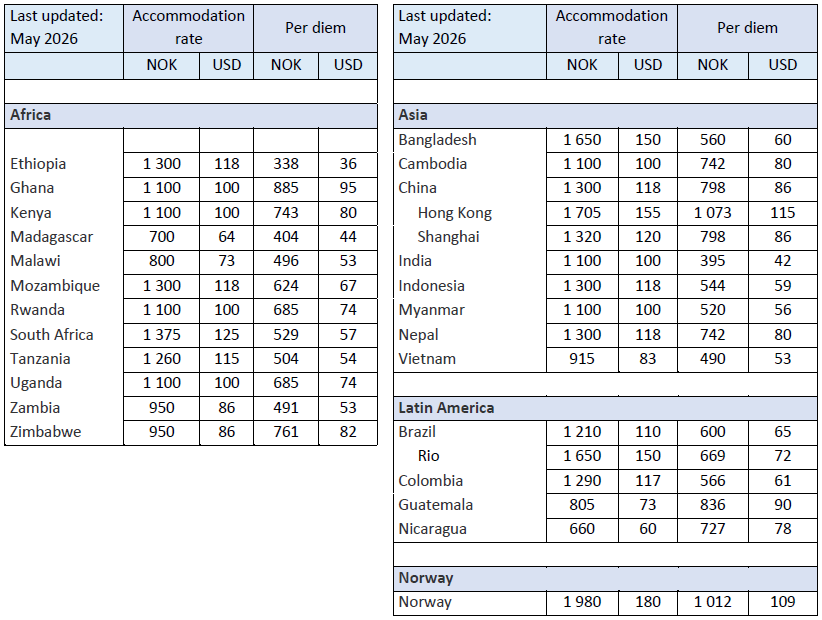 Last updated: May 2026 Accommodation rate Per diem
NOK USD NOK USD
Africa
Ethiopia 1 300 118 338 36
Ghana 1 100 100 885 95
Kenya 1 100 100 743 80
Madagascar 700 64 404 44
Malawi 800 73 496 53
Mozambique 1 300 118 624 67
Rwanda 1 100 100 685 74
South Africa 1 375 125 529 57
Tanzania 1 260 115 504 54
Uganda 1 100 100 685 74
Zambia 950 86 491 53
Zimbabwe 950 86 761 82
Last updated: May 2026 Accommodation rate Per diem
NOK USD NOK USD
Asia
Bangladesh 1 650 150 560 60
Cambodia 1 100 100 742 80
China 1 300 118 798 86
Hong Kong 1 705 155 1 073 115
Shanghai 1 320 120 798 86
India 1 100 100 395 42
Indonesia 1 300 118 544 59
Myanmar 1 100 100 520 56
Nepal 1 300 118 742 80
Vietnam 915 83 490 53
Latin America
Brazil 1 210 110 600 65
Rio 1 650 150 669 72
Colombia 1 290 117 566 61
Guatemala 805 73 836 90
Nicaragua 660 60 727 78
Norway
Norway 1 980 180 1 012 109